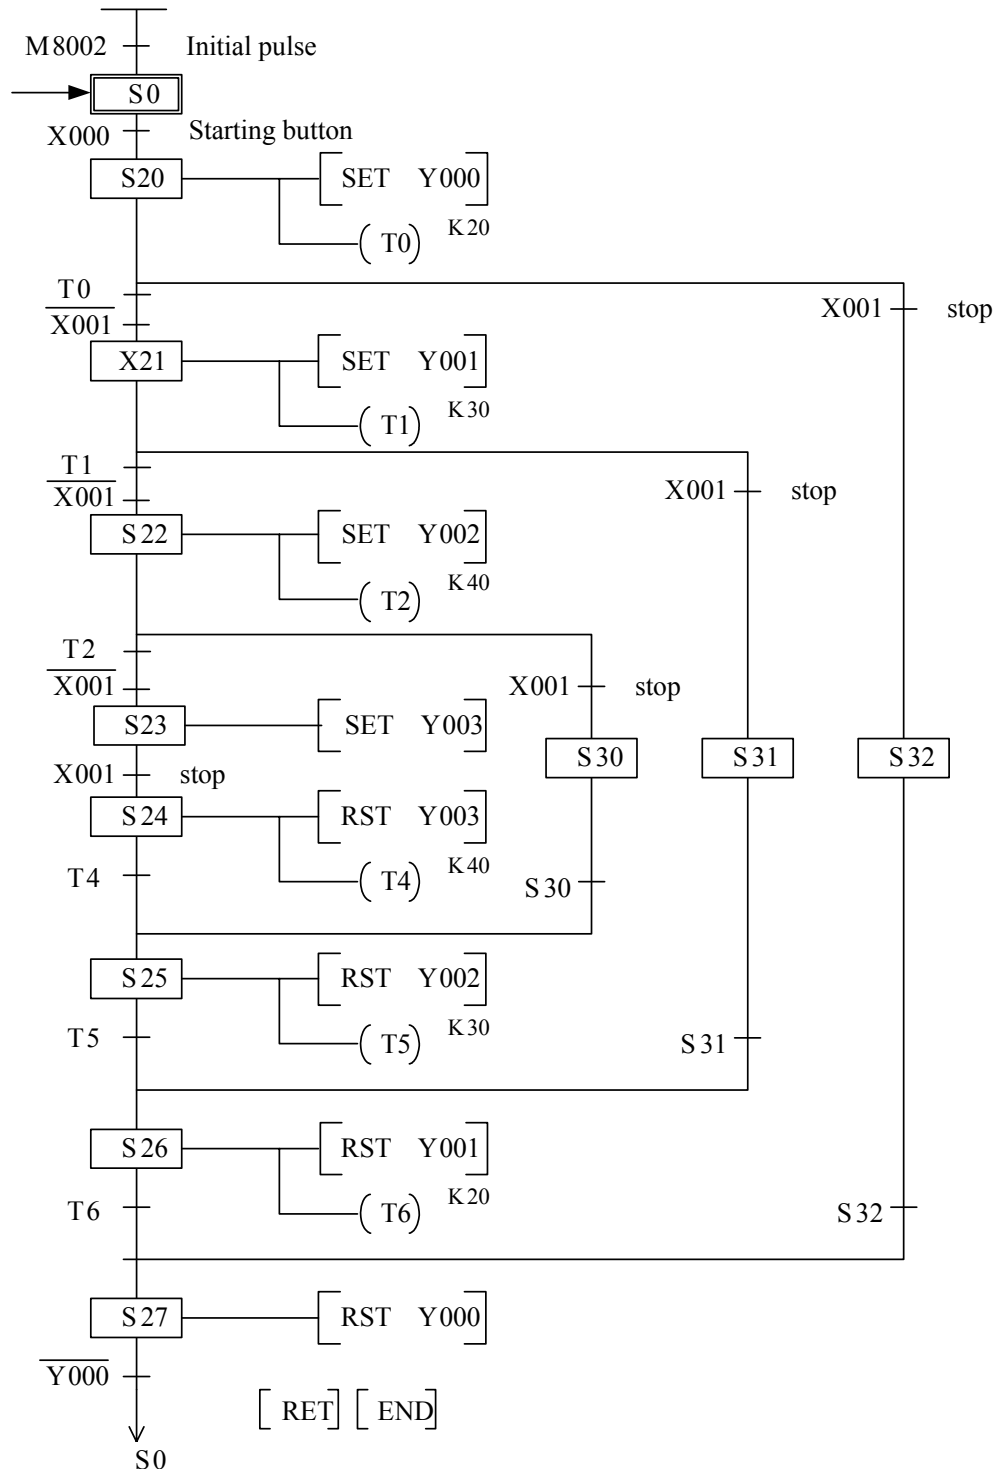 M8002 Initial pulse
S0
X000 Starting button
S20 SET Y000
T0 K20
T0
X001 X001 stop
X21 SET Y001
T1 K30
T1
X001 X001 stop
S22 SET Y002
T2 K40
T2
X001 X001 stop
S23 SET Y003
S30 S31 S32
X001 stop
S24 RST Y003
T4 T4 K40
S30
S25 RST Y002
T5 T5 K30 S31
S26 RST Y001
T6 T6 K20 S32
S27 RST Y000
Y000
RET END
S0